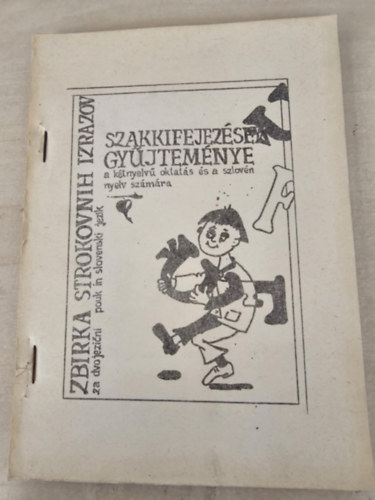 ZBIRKA STROKOVNIH IZRAZOV
za dvojezični pouk in slovenski jezik
SZAKKIFEJEZÉSEK
GYŰJTEMÉNYE
a kétnyelvű oktatás és a szlovén
nyelv számára